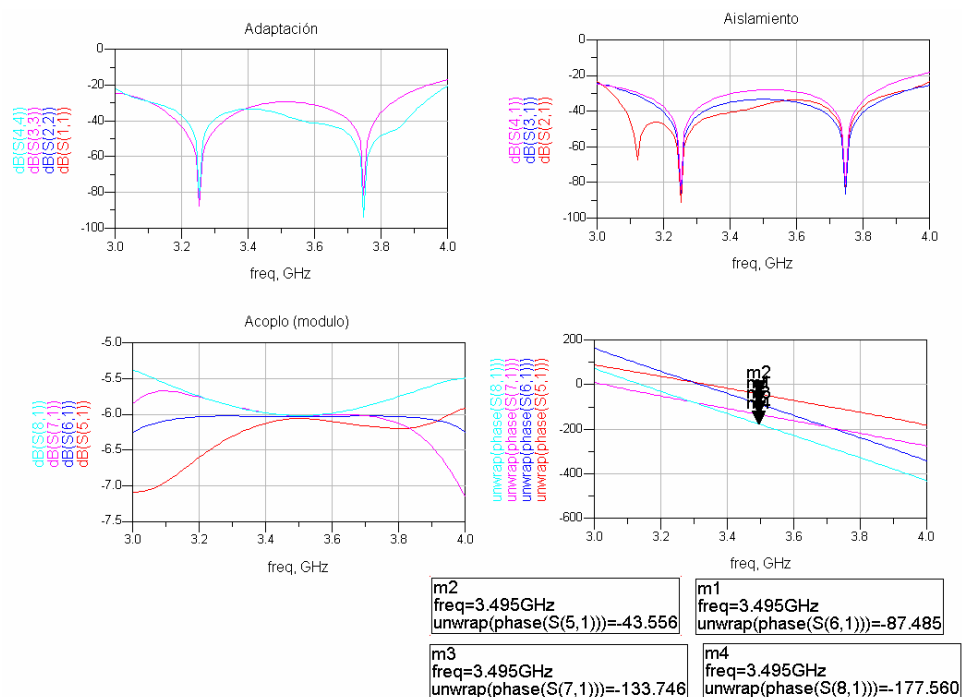 Adaptación
dB(S(4,4))
dB(S(3,3))
dB(S(2,2))
dB(S(1,1))
0
-20
-40
-60
-80
-100
3.0
3.2
3.4
3.6
3.8
4.0
freq, GHz
Aislamiento
dB(S(4,1))
dB(S(3,1))
dB(S(2,1))
0
-20
-40
-60
-80
-100
3.0
3.2
3.4
3.6
3.8
4.0
freq, GHz
Acoplo (modulo)
dB(S(8,1))
dB(S(7,1))
dB(S(6,1))
dB(S(5,1))
-5.0
-5.5
-6.0
-6.5
-7.0
-7.5
3.0
3.2
3.4
3.6
3.8
4.0
freq, GHz
unwrap(phase(S(8,1)))
unwrap(phase(S(7,1)))
unwrap(phase(S(6,1)))
unwrap(phase(S(5,1)))
200
0
-200
-400
-600
m2
3.0
3.2
3.4
3.6
3.8
4.0
freq, GHz
m2
freq=3.495GHz
unwrap(phase(S(5,1)))=-43.556
m1
freq=3.495GHz
unwrap(phase(S(6,1)))=-87.485
m3
freq=3.495GHz
unwrap(phase(S(7,1)))=-133.746
m4
freq=3.495GHz
unwrap(phase(S(8,1)))=-177.560